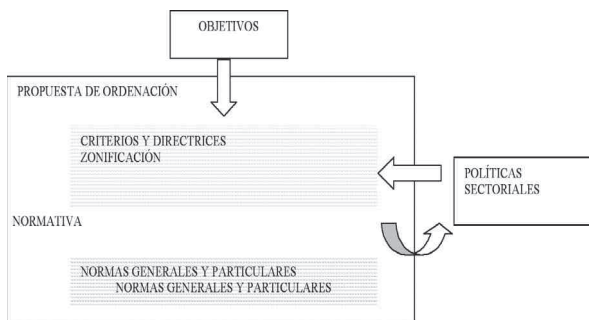 OBJETIVOS
PROPUESTA DE ORDENACIÓN
CRITERIOS Y DIRECTRICES
ZONIFICACIÓN
POLÍTICAS
SECTORIALES
NORMATIVA
NORMAS GENERALES Y PARTICULARES
NORMAS GENERALES Y PARTICULARES